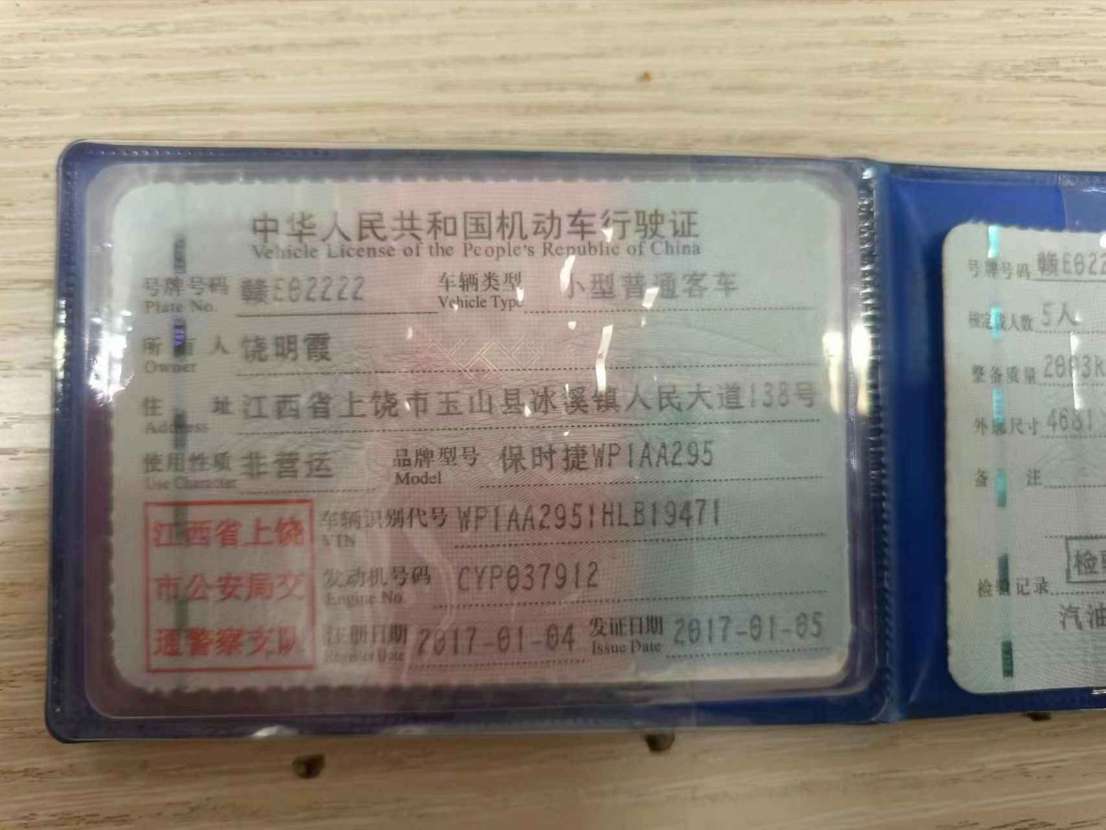 中华人民共和国机动车行驶证
Vehicle License of the People's Republic of China
号牌号码 赣E02222 车辆类型 小型普通客车
Plate No. Vehicle Type
所有人 饶明霞
Owner
住址 江西省上饶市玉山县冰溪镇人民大道138号
Address
使用性质 非营运 品牌型号 保时捷WP1AA295
Use Character Model
江西省上饶
市公安局交
通警察支队
车辆识别代号 WP1AA2951HLB19471
VIN
发动机号码 CYP037912
Engine No.
注册日期 2017-01-04 发证日期 2017-01-05
Register Date Issue Date
号牌号码 赣E022
核定载人数 5人
整备质量 2003k
外廓尺寸 4681
备注
检验记录
检
汽油